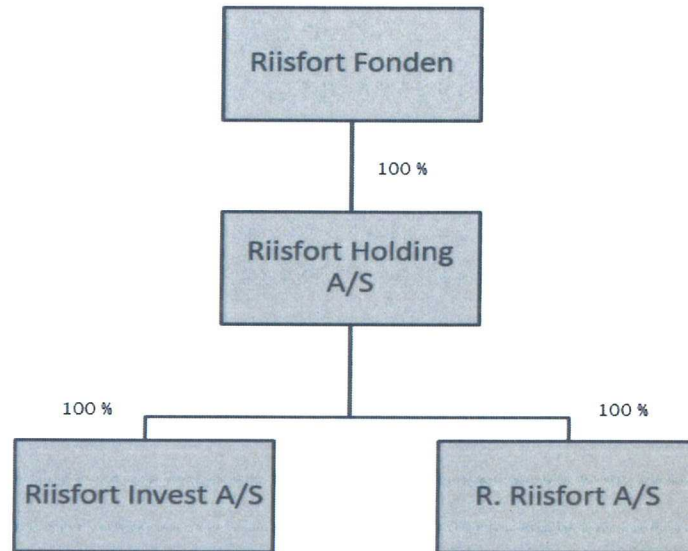 Riisfort Fonden
100 %
Riisfort Holding
A/S
100 %
100 %
Riisfort Invest A/S
R. Riisfort A/S